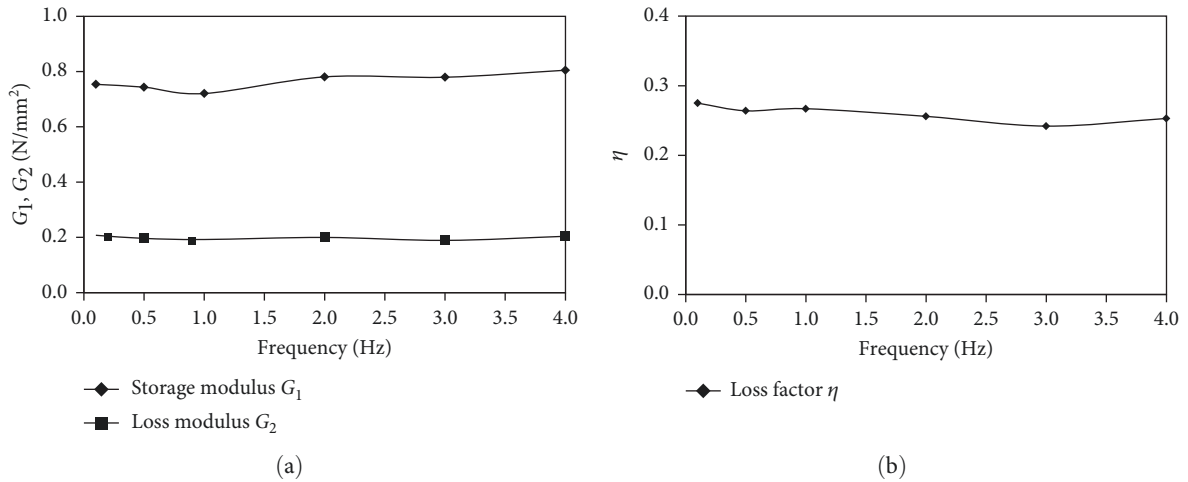 1.0
0.8
0.6
0.4
0.2
0.0
G₁, G₂ (N/mm²)
0.0 0.5 1.0 1.5 2.0 2.5 3.0 3.5 4.0
Frequency (Hz)
Storage modulus G₁
Loss modulus G₂
(a)
0.4
0.3
0.2
0.1
0.0
η
0.0 0.5 1.0 1.5 2.0 2.5 3.0 3.5 4.0
Frequency (Hz)
Loss factor η
(b)